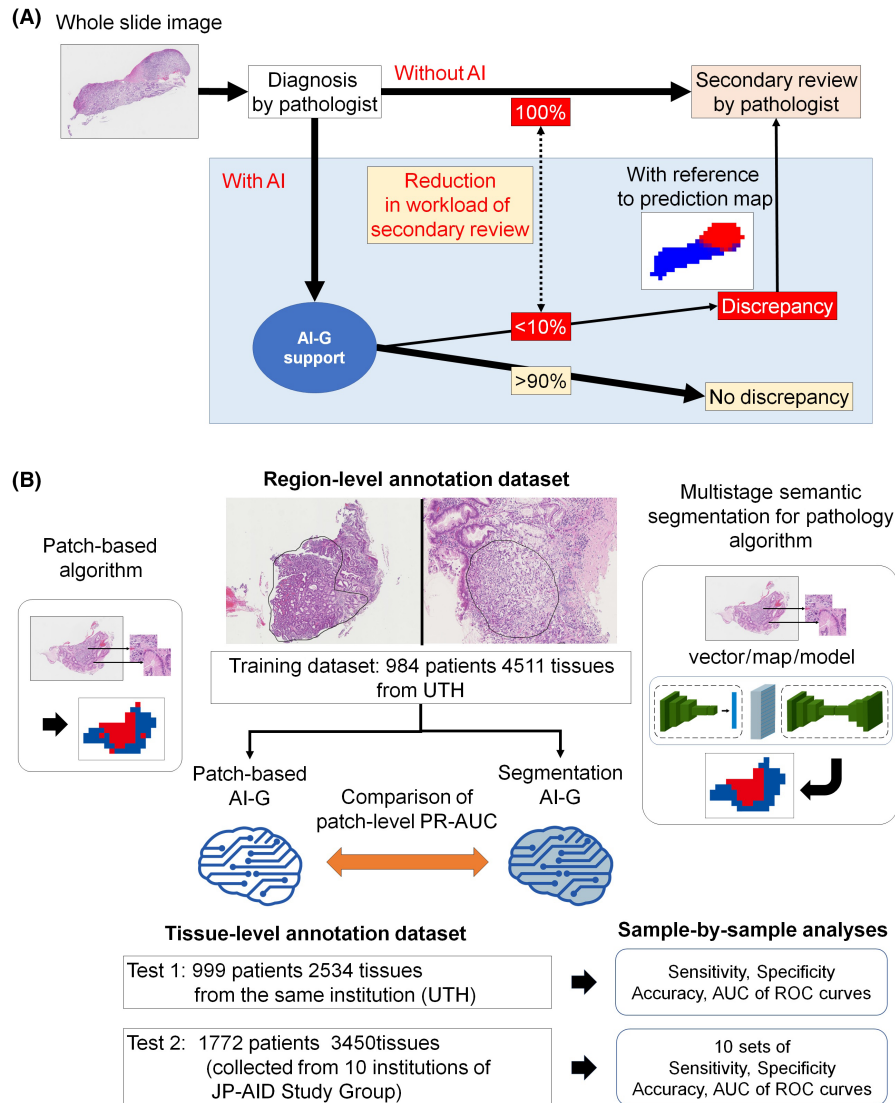 (A)
Whole slide image
Diagnosis
by pathologist
Without AI
100%
Secondary review
by pathologist
With AI
Reduction
in workload of
secondary review
With reference
to prediction map
<10%
Discrepancy
AI-G
support
>90%
No discrepancy
(B)
Region-level annotation dataset
Patch-based
algorithm
Multistage semantic
segmentation for pathology
algorithm
vector/map/model
Training dataset: 984 patients 4511 tissues
from UTH
Patch-based
AI-G
Comparison of
patch-level PR-AUC
Segmentation
AI-G
Tissue-level annotation dataset
Sample-by-sample analyses
Test 1: 999 patients 2534 tissues
from the same institution (UTH)
Sensitivity, Specificity
Accuracy, AUC of ROC curves
Test 2: 1772 patients 3450tissues
(collected from 10 institutions of
JP-AID Study Group)
10 sets of
Sensitivity, Specificity
Accuracy, AUC of ROC curves